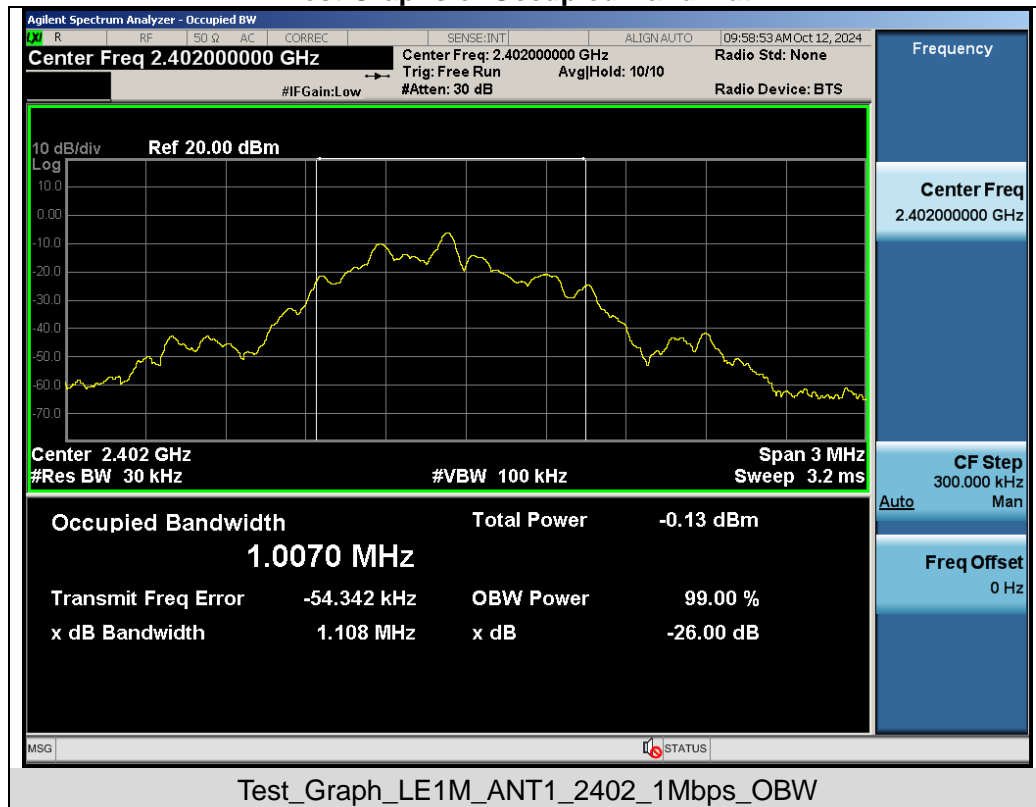 Agilent Spectrum Analyzer - Occupied BW
LXI R RF 50 Ω AC CORREC SENSE:INT ALIGN AUTO 09:58:53 AM Oct 12, 2024
Center Freq 2.402000000 GHz
#IFGain:Low
Center Freq: 2.402000000 GHz
Trig: Free Run Avg|Hold: 10/10
#Atten: 30 dB
Radio Std: None
Radio Device: BTS
10 dB/div Ref 20.00 dBm
Log
10.0
0.00
-10.0
-20.0
-30.0
-40.0
-50.0
-60.0
-70.0
Center 2.402 GHz Span 3 MHz
#Res BW 30 kHz #VBW 100 kHz Sweep 3.2 ms
Occupied Bandwidth Total Power -0.13 dBm
1.0070 MHz
Transmit Freq Error -54.342 kHz OBW Power 99.00 %
x dB Bandwidth 1.108 MHz x dB -26.00 dB
Frequency
Center Freq
2.402000000 GHz
CF Step
300.000 kHz
Auto Man
Freq Offset
0 Hz
MSG STATUS
Test_Graph_LE1M_ANT1_2402_1Mbps_OBW